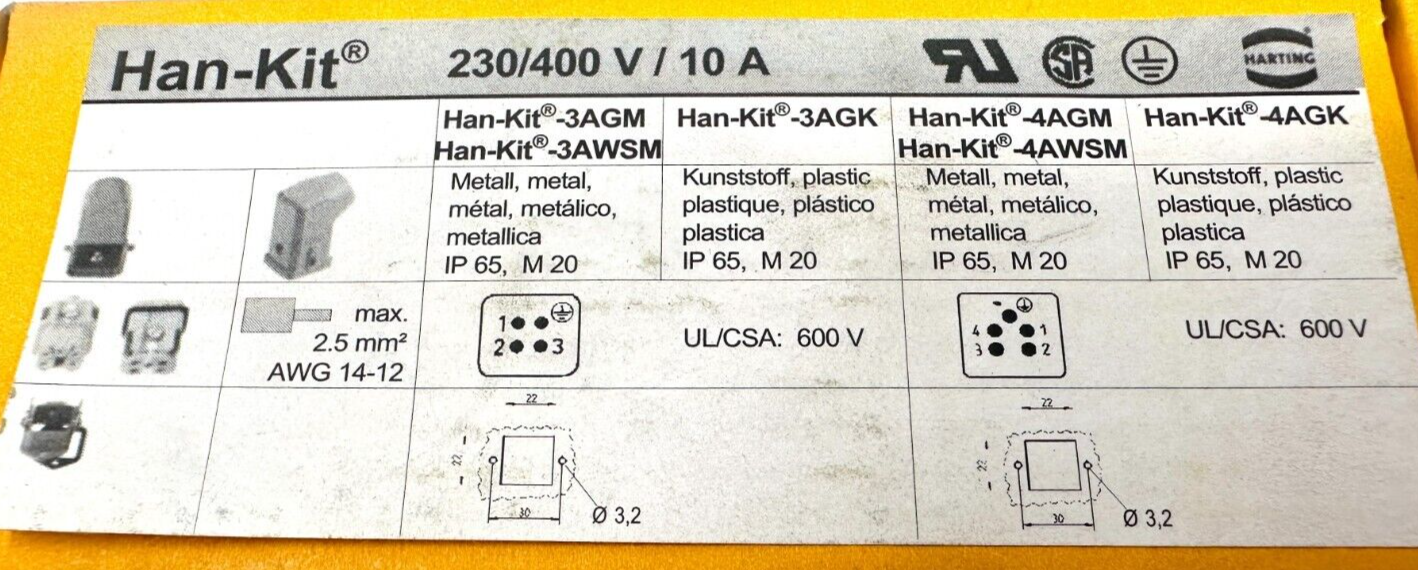 Han-Kit® 230/400 V / 10 A RU SA HARTING
Han-Kit®-3AGM Han-Kit®-3AGK Han-Kit®-4AGM Han-Kit®-4AGK
Han-Kit®-3AWSM Han-Kit®-4AWSM
Metall, metal, Kunststoff, plastic Metall, metal, Kunststoff, plastic
métal, metálico, plastique, plástico métal, metálico, plastique, plástico
metallica plastica metallica plastica
IP 65, M 20 IP 65, M 20 IP 65, M 20 IP 65, M 20
max.
2.5 mm²
AWG 14-12
1
2 3
UL/CSA: 600 V
4 1
3 2
UL/CSA: 600 V
22
22
30
Ø 3,2
22
22
30
Ø 3,2